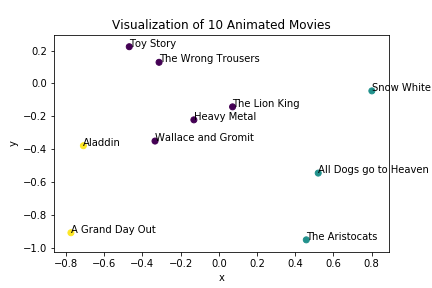 Visualization of 10 Animated Movies
0.2
0.0
−0.2
−0.4
−0.6
−0.8
−1.0
y
Toy Story
The Wrong Trousers
Snow White
The Lion King
Heavy Metal
Wallace and Gromit
Aladdin
All Dogs go to Heaven
A Grand Day Out
The Aristocats
−0.8 −0.6 −0.4 −0.2 0.0 0.2 0.4 0.6 0.8
x